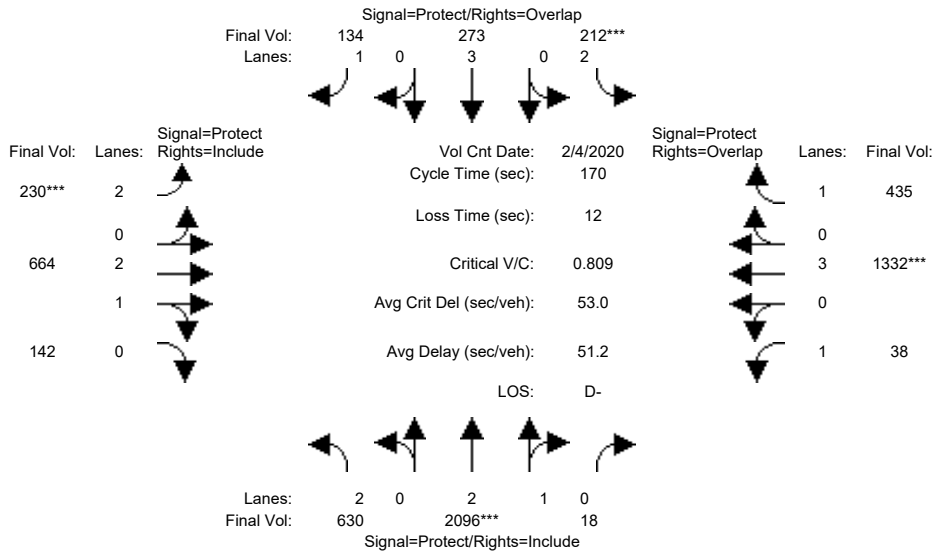 Signal=Protect/Rights=Overlap
Final Vol: 134 273 212***
Lanes: 1 0 3 0 2
Signal=Protect
Final Vol: Lanes: Rights=Include
Vol Cnt Date: 2/4/2020
Signal=Protect
Rights=Overlap Lanes: Final Vol:
Cycle Time (sec): 170
230*** 2
1 435
Loss Time (sec): 12
0
0
664 2
Critical V/C: 0.809
3 1332***
1
Avg Crit Del (sec/veh): 53.0
0
142 0
Avg Delay (sec/veh): 51.2
1 38
LOS: D-
Lanes: 2 0 2 1 0
Final Vol: 630 2096*** 18
Signal=Protect/Rights=Include